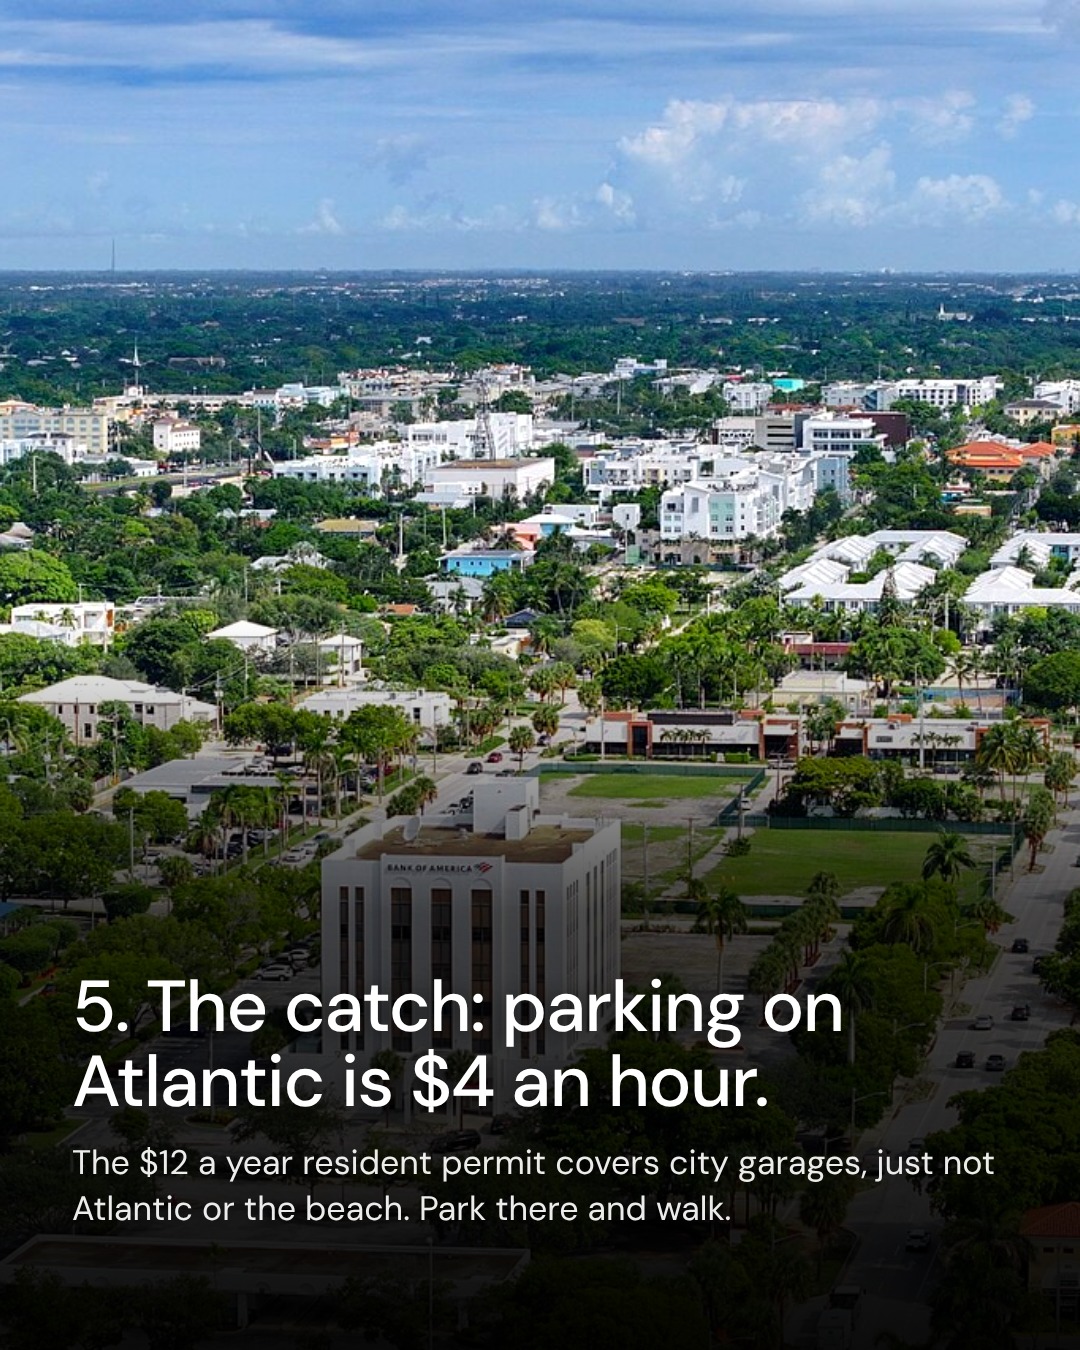 BANK OF AMERICA
5. The catch: parking on
Atlantic is $4 an hour.
The $12 a year resident permit covers city garages, just not
Atlantic or the beach. Park there and walk.